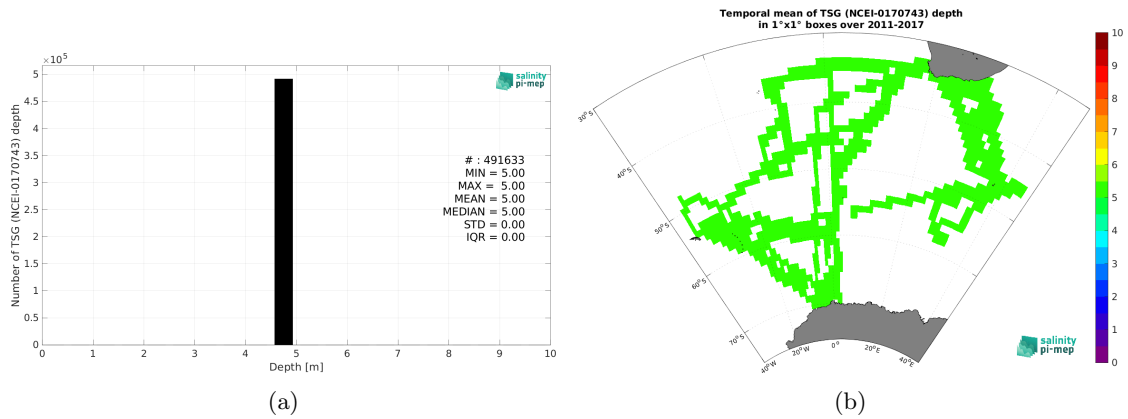 ×10⁵
5
4.5
4
3.5
3
2.5
2
1.5
1
0.5
0
0 1 2 3 4 5 6 7 8 9 10
Number of TSG (NCEI-0170743) depth
Depth [m]
salinity
pi-mep
# : 491633
MIN = 5.00
MAX = 5.00
MEAN = 5.00
MEDIAN = 5.00
STD = 0.00
IQR = 0.00
(a)
Temporal mean of TSG (NCEI-0170743) depth
in 1°x1° boxes over 2011-2017
30°S
40°S
50°S
60°S
70°S
40°W
20°W
0°
20°E
40°E
10
9
8
7
6
5
4
3
2
1
0
salinity
pi-mep
(b)